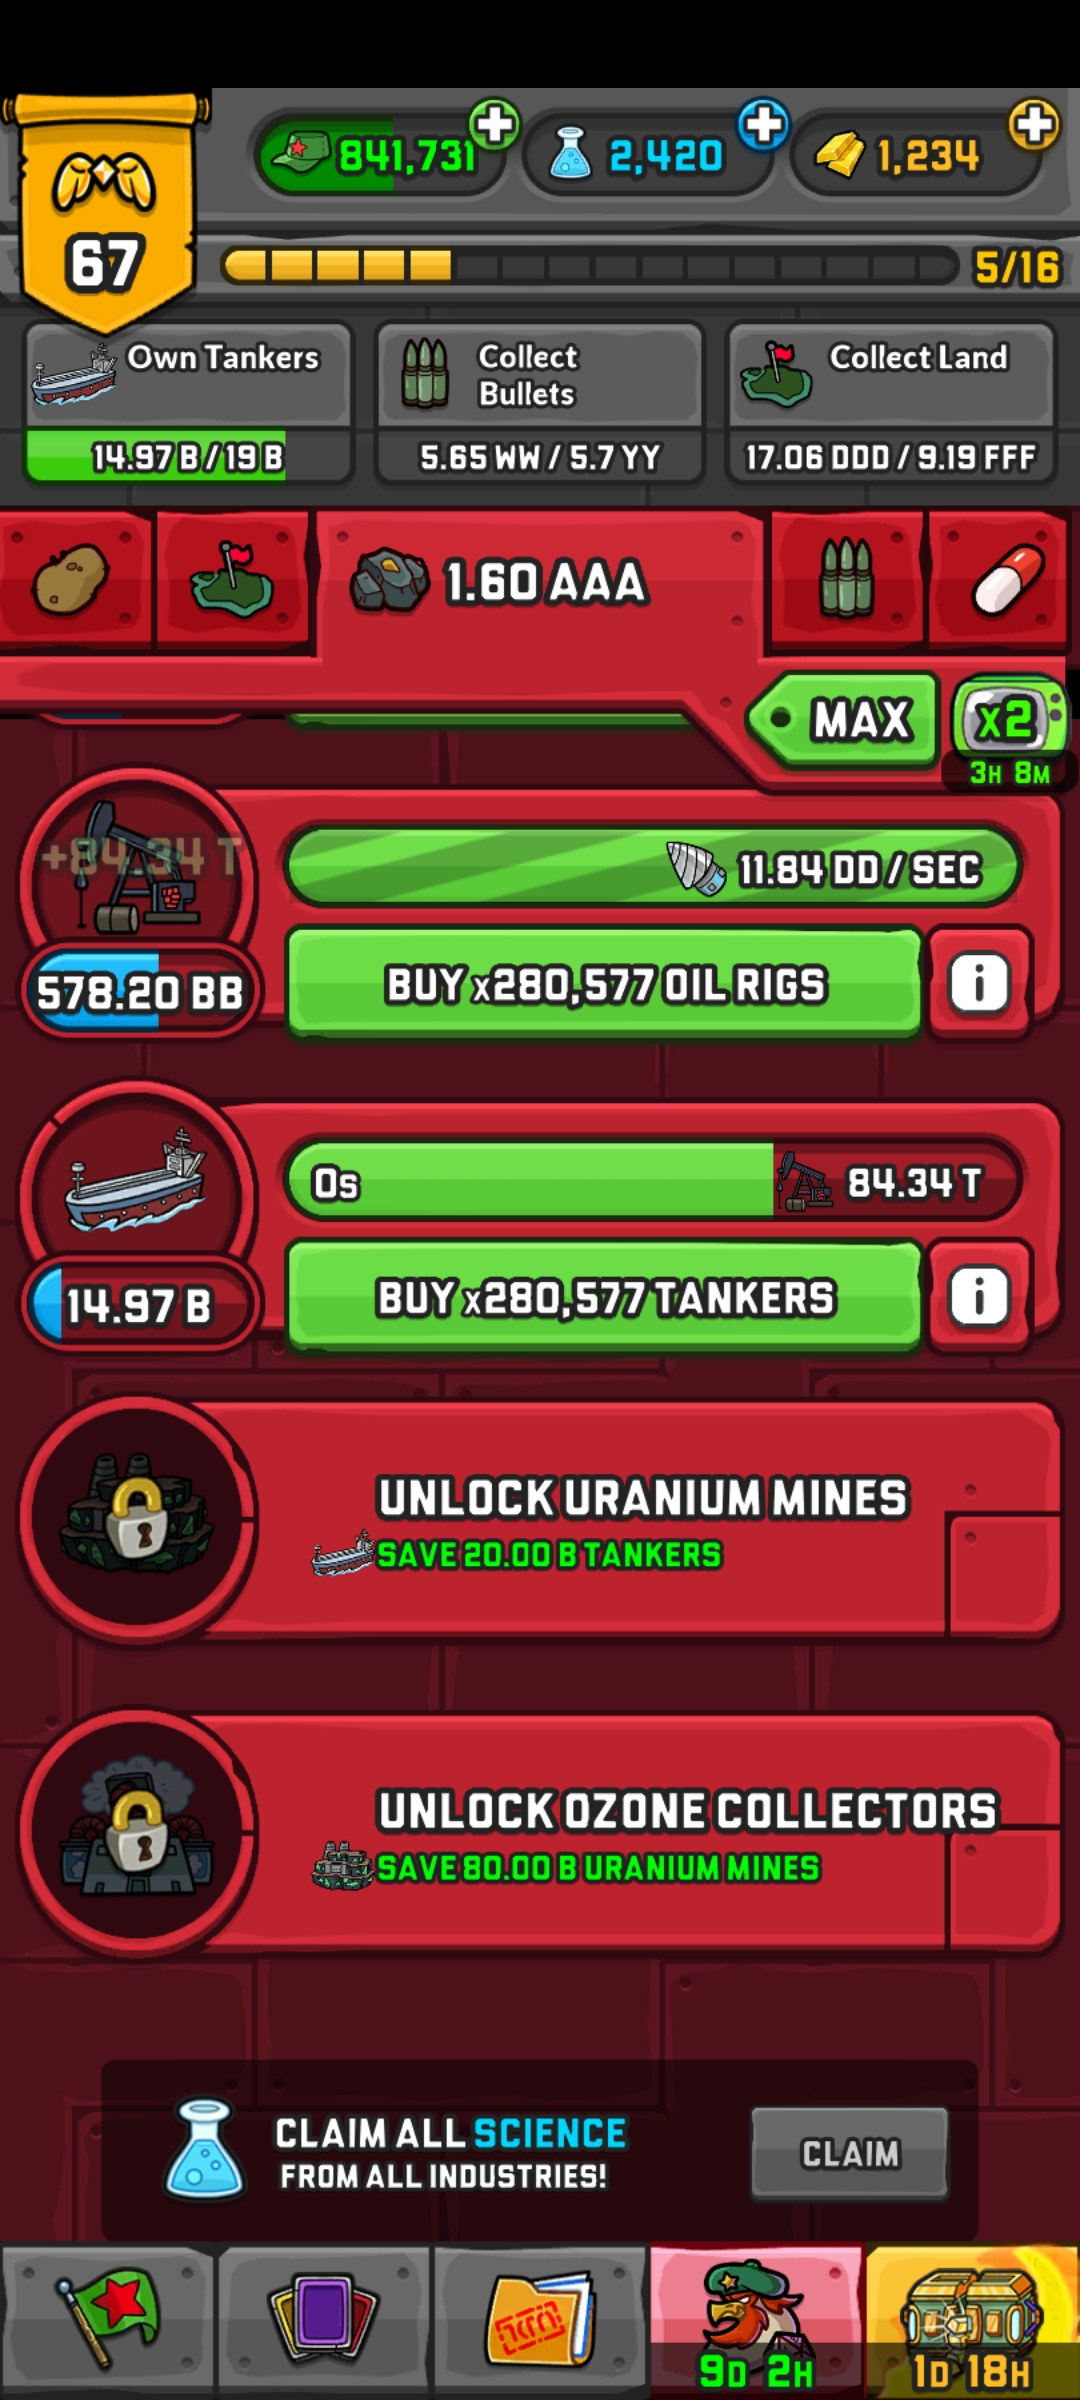 841,731
2,420
1,234
67
5/16
Own Tankers
14.97 B / 19 B
Collect
Bullets
5.65 WW / 5.7 YY
Collect Land
17.06 DDD / 9.19 FFF
1.60 AAA
MAX
x2
3H 8M
+84.34 T
11.84 DD / SEC
578.20 BB
BUY x280,577 OIL RIGS
i
0s
84.34 T
14.97 B
BUY x280,577 TANKERS
i
UNLOCK URANIUM MINES
SAVE 20.00 B TANKERS
UNLOCK OZONE COLLECTORS
SAVE 80.00 B URANIUM MINES
CLAIM ALL SCIENCE
FROM ALL INDUSTRIES!
CLAIM
9D 2H
1D 18H